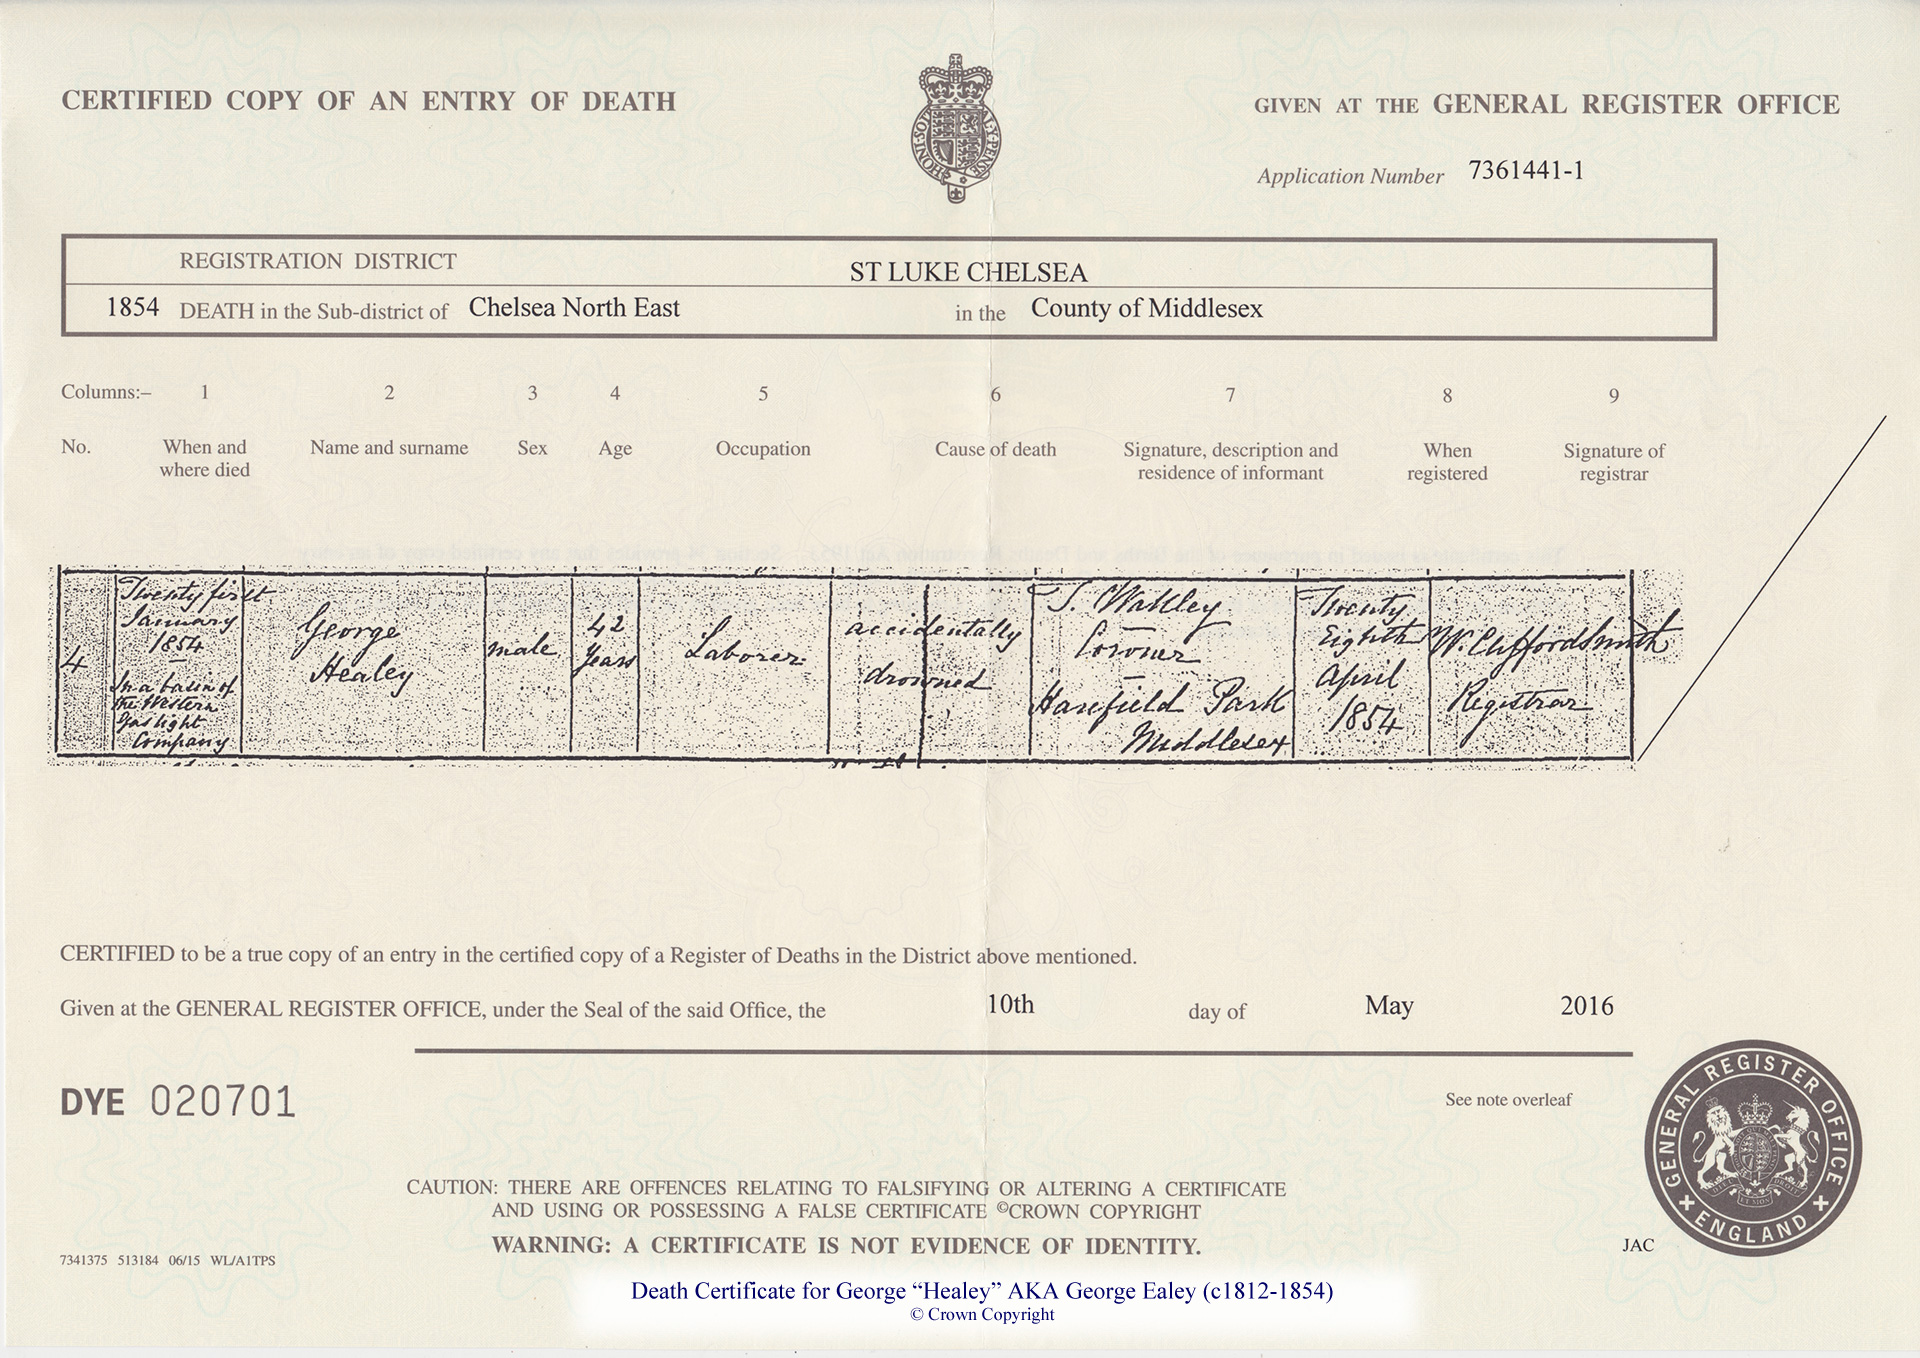 CERTIFIED COPY OF AN ENTRY OF DEATH
GIVEN AT THE GENERAL REGISTER OFFICE
HONI SOIT QUI MAL Y PENSE
Application Number 7361441-1
REGISTRATION DISTRICT ST LUKE CHELSEA
1854 DEATH in the Sub-district of Chelsea North East in the County of Middlesex
Columns:– 1 2 3 4 5 6 7 8 9
No. When and where died Name and surname Sex Age Occupation Cause of death Signature, description and residence of informant When registered Signature of registrar
4
Twenty first
January
1854
In a basin of
the Western
Gas light
Company
George
Healey
male
42
Years
Laborer
accidentally
drowned
T. Wakley
Coroner
Harefield Park
Middlesex
Twenty
Eighth
April
1854
W. Cliffordsmith
Registrar
CERTIFIED to be a true copy of an entry in the certified copy of a Register of Deaths in the District above mentioned.
Given at the GENERAL REGISTER OFFICE, under the Seal of the said Office, the 10th day of May 2016
DYE 020701
See note overleaf
GENERAL REGISTER OFFICE
ENGLAND
CAUTION: THERE ARE OFFENCES RELATING TO FALSIFYING OR ALTERING A CERTIFICATE
AND USING OR POSSESSING A FALSE CERTIFICATE ©CROWN COPYRIGHT
WARNING: A CERTIFICATE IS NOT EVIDENCE OF IDENTITY.
JAC
7341375 513184 06/15 WL/A1TPS
Death Certificate for George “Healey” AKA George Ealey (c1812-1854)
© Crown Copyright